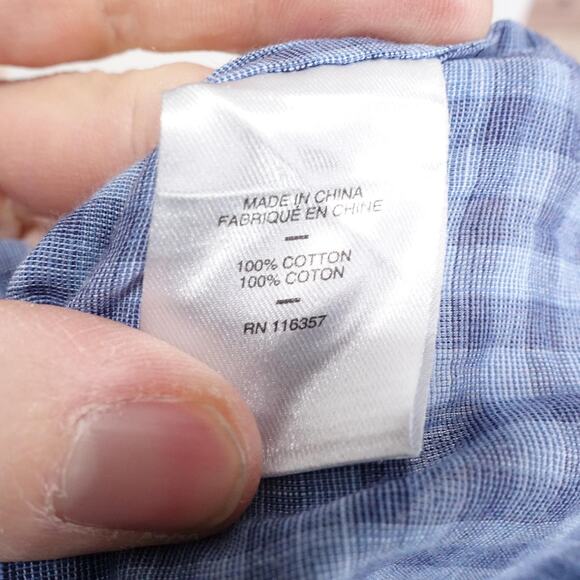 MADE IN CHINA
FABRIQUÉ EN CHINE
100% COTTON
100% COTON
RN 116357